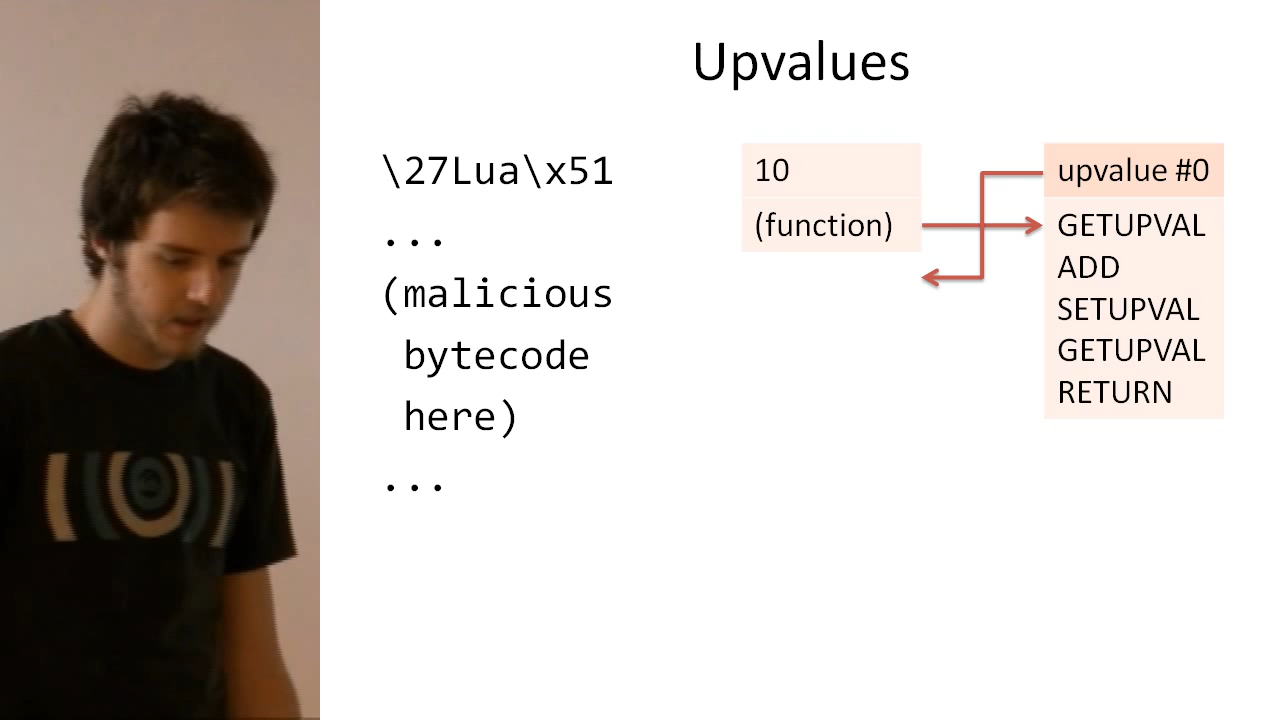 Upvalues
\27Lua\x51
...
(malicious
bytecode
here)
...
10
(function)
upvalue #0
GETUPVAL
ADD
SETUPVAL
GETUPVAL
RETURN